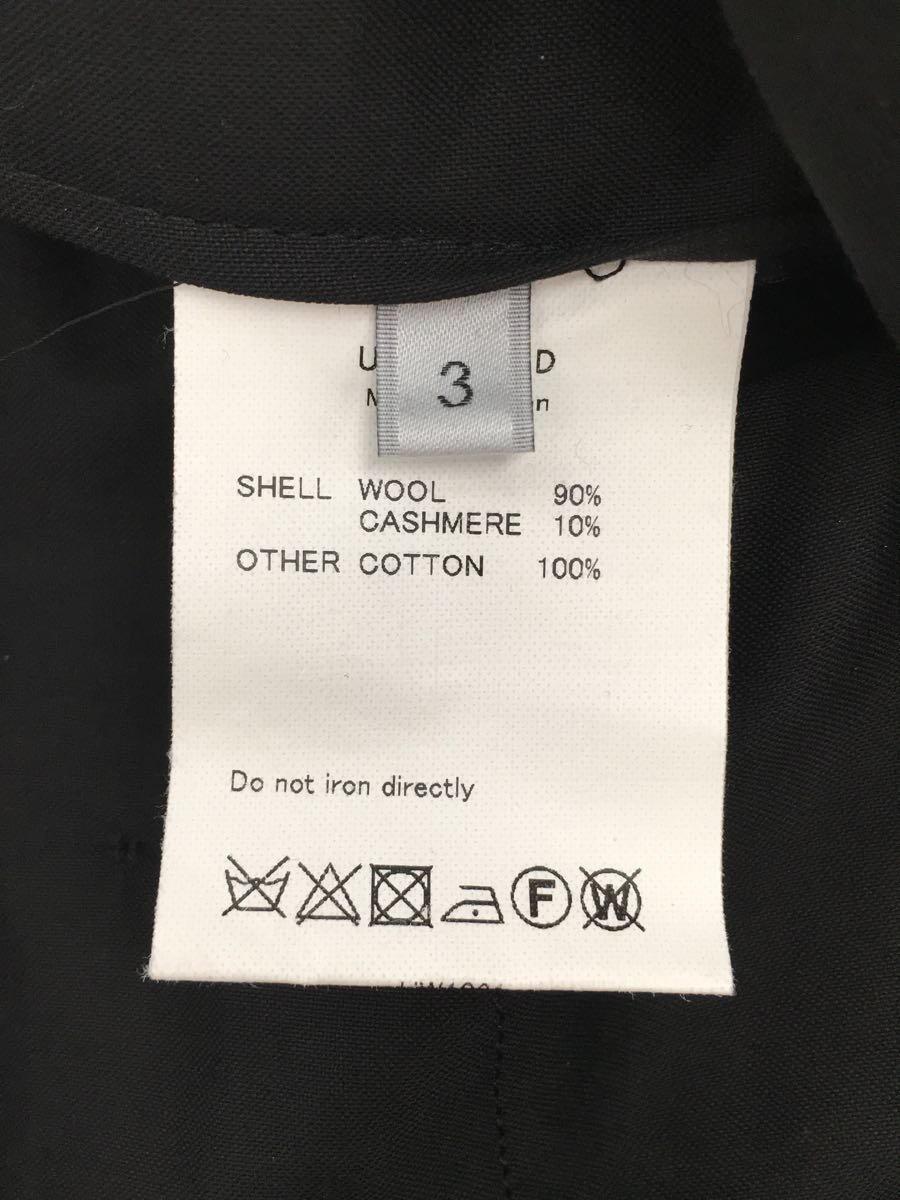 3
SHELL WOOL 90%
CASHMERE 10%
OTHER COTTON 100%
Do not iron directly
F W